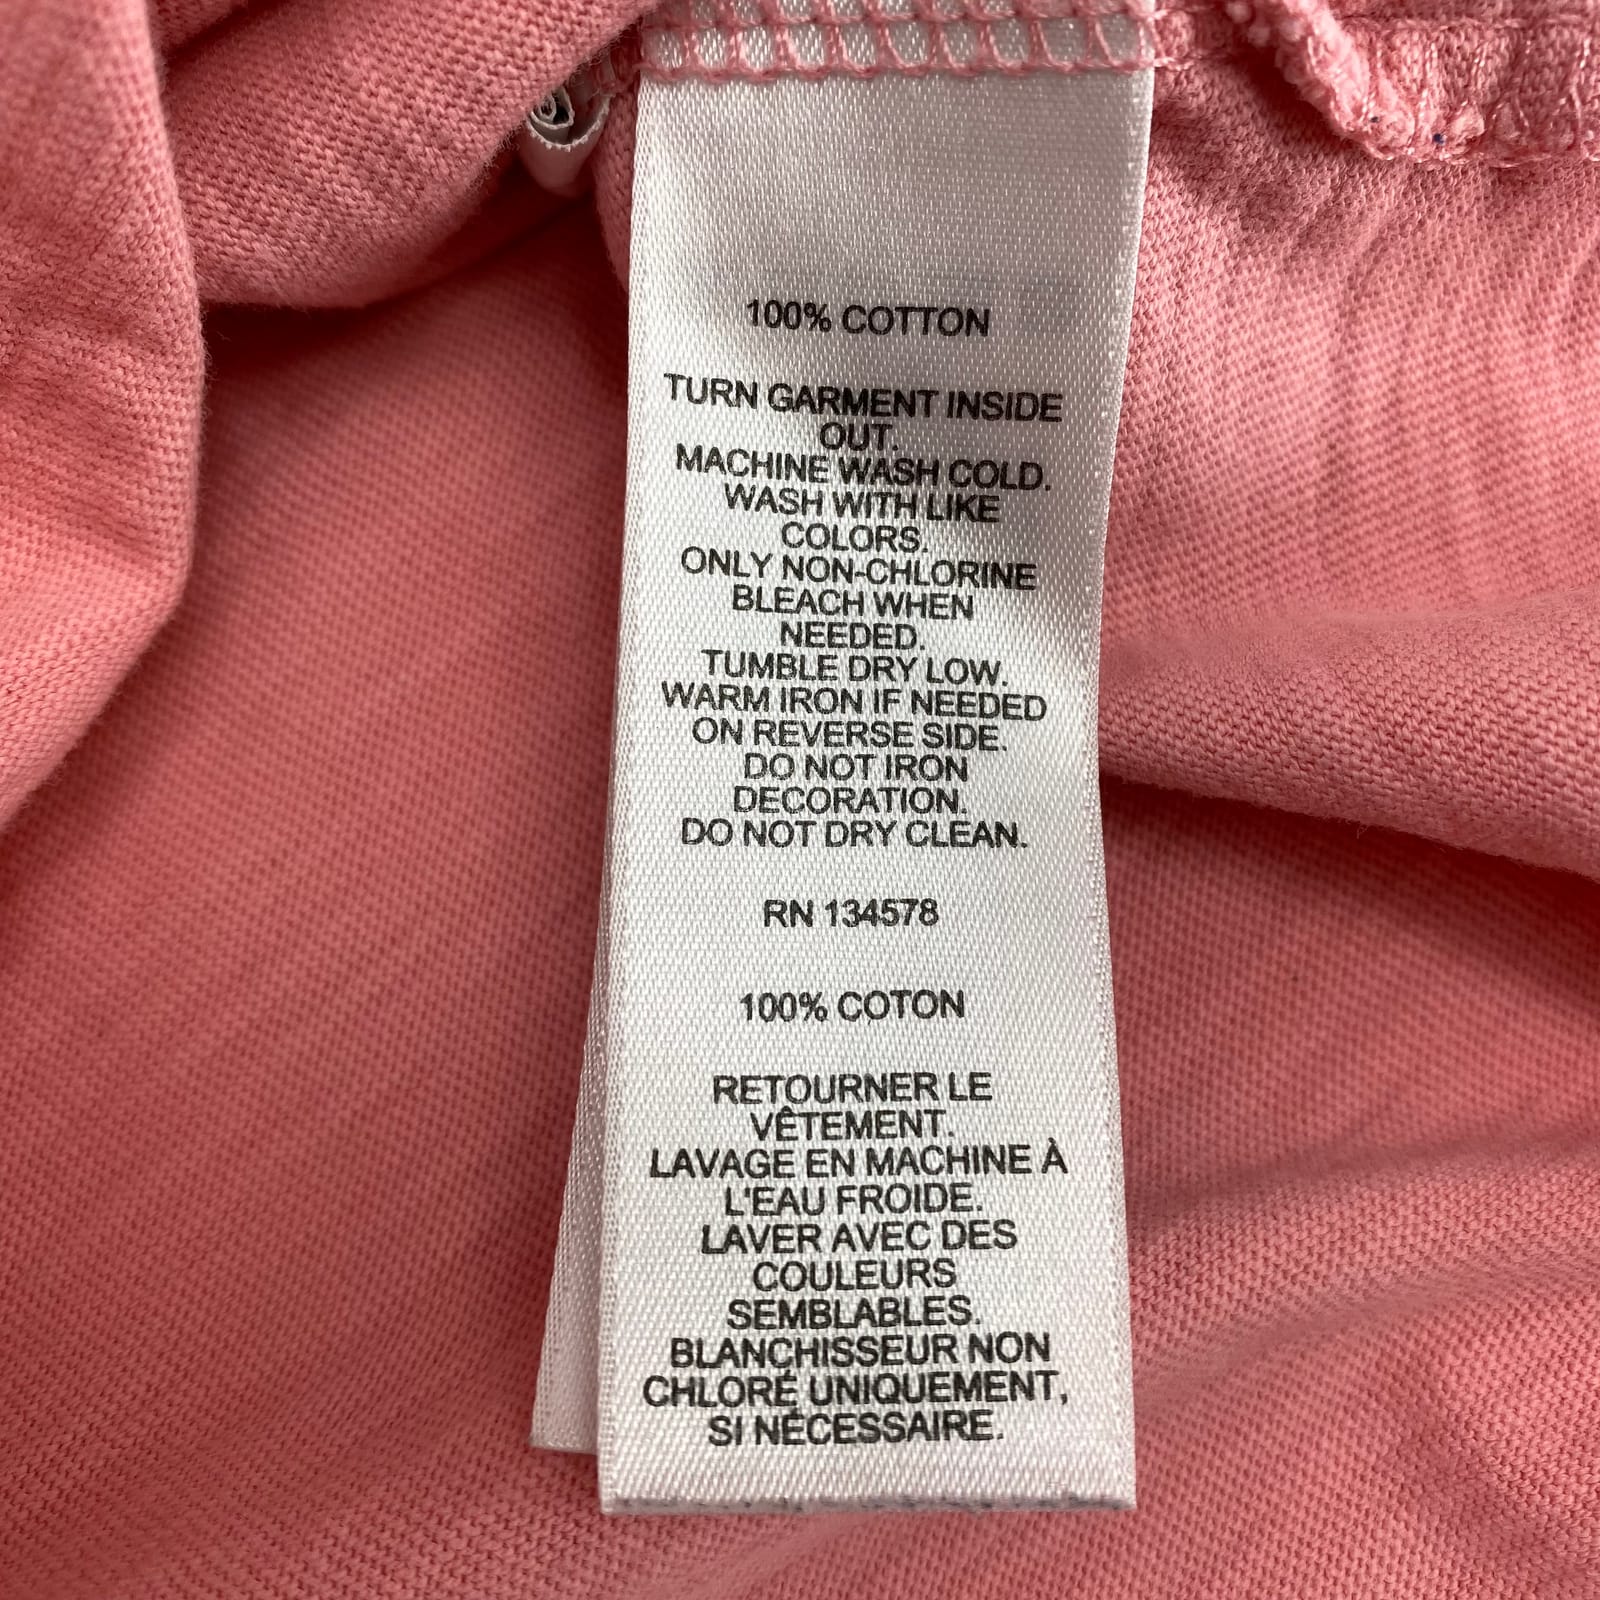 100% COTTON
TURN GARMENT INSIDE
OUT.
MACHINE WASH COLD.
WASH WITH LIKE
COLORS.
ONLY NON-CHLORINE
BLEACH WHEN
NEEDED.
TUMBLE DRY LOW.
WARM IRON IF NEEDED
ON REVERSE SIDE.
DO NOT IRON
DECORATION.
DO NOT DRY CLEAN.
RN 134578
100% COTON
RETOURNER LE
VÊTEMENT.
LAVAGE EN MACHINE À
L'EAU FROIDE.
LAVER AVEC DES
COULEURS
SEMBLABLES.
BLANCHISSEUR NON
CHLORÉ UNIQUEMENT,
SI NÉCESSAIRE.